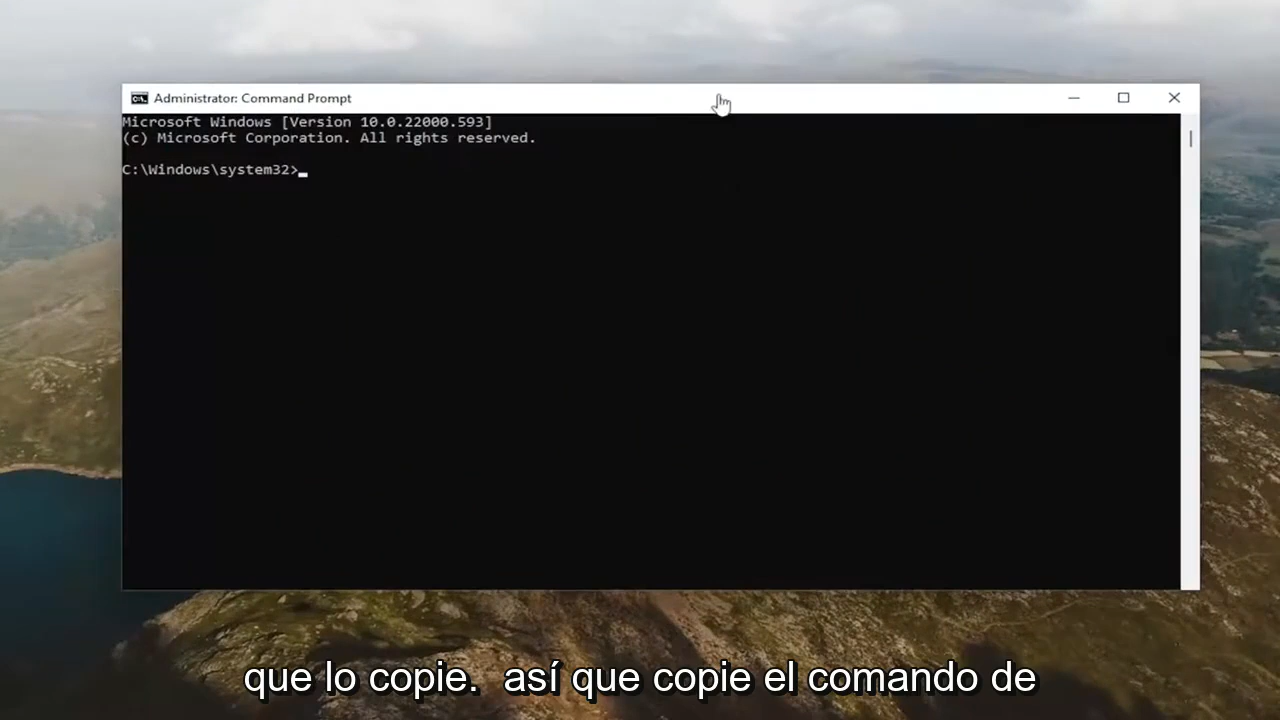 Administrator: Command Prompt
Microsoft Windows [Version 10.0.22000.593]
(c) Microsoft Corporation. All rights reserved.
C:\Windows\system32>
que lo copie. así que copie el comando de